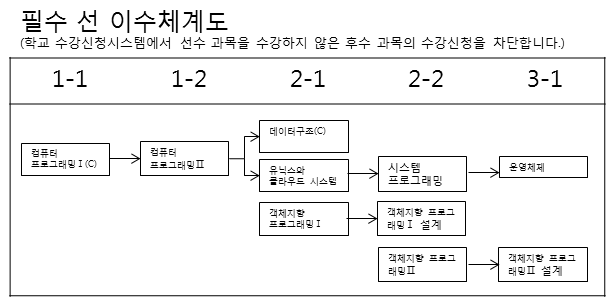 필수 선 이수체계도
(학교 수강신청시스템에서 선수 과목을 수강하지 않은 후수 과목의 수강신청을 차단합니다.)
1-1 1-2 2-1 2-2 3-1
컴퓨터
프로그래밍Ⅰ(C)
컴퓨터
프로그래밍Ⅱ
데이터구조(C)
유닉스와
클라우드 시스템
시스템
프로그래밍
운영체제
객체지향
프로그래밍Ⅰ
객체지향 프로그
래밍Ⅰ 설계
객체지향 프로그
래밍Ⅱ
객체지향 프로그
래밍Ⅱ 설계